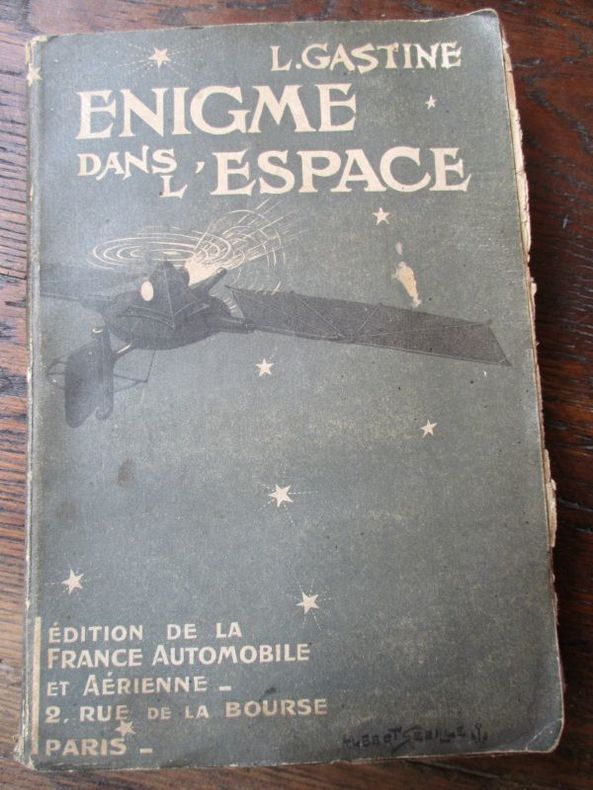 L. GASTINE
ENIGME
DANS L'ESPACE
ÉDITION DE LA
FRANCE AUTOMOBILE
ET AÉRIENNE –
2, RUE DE LA BOURSE
PARIS –